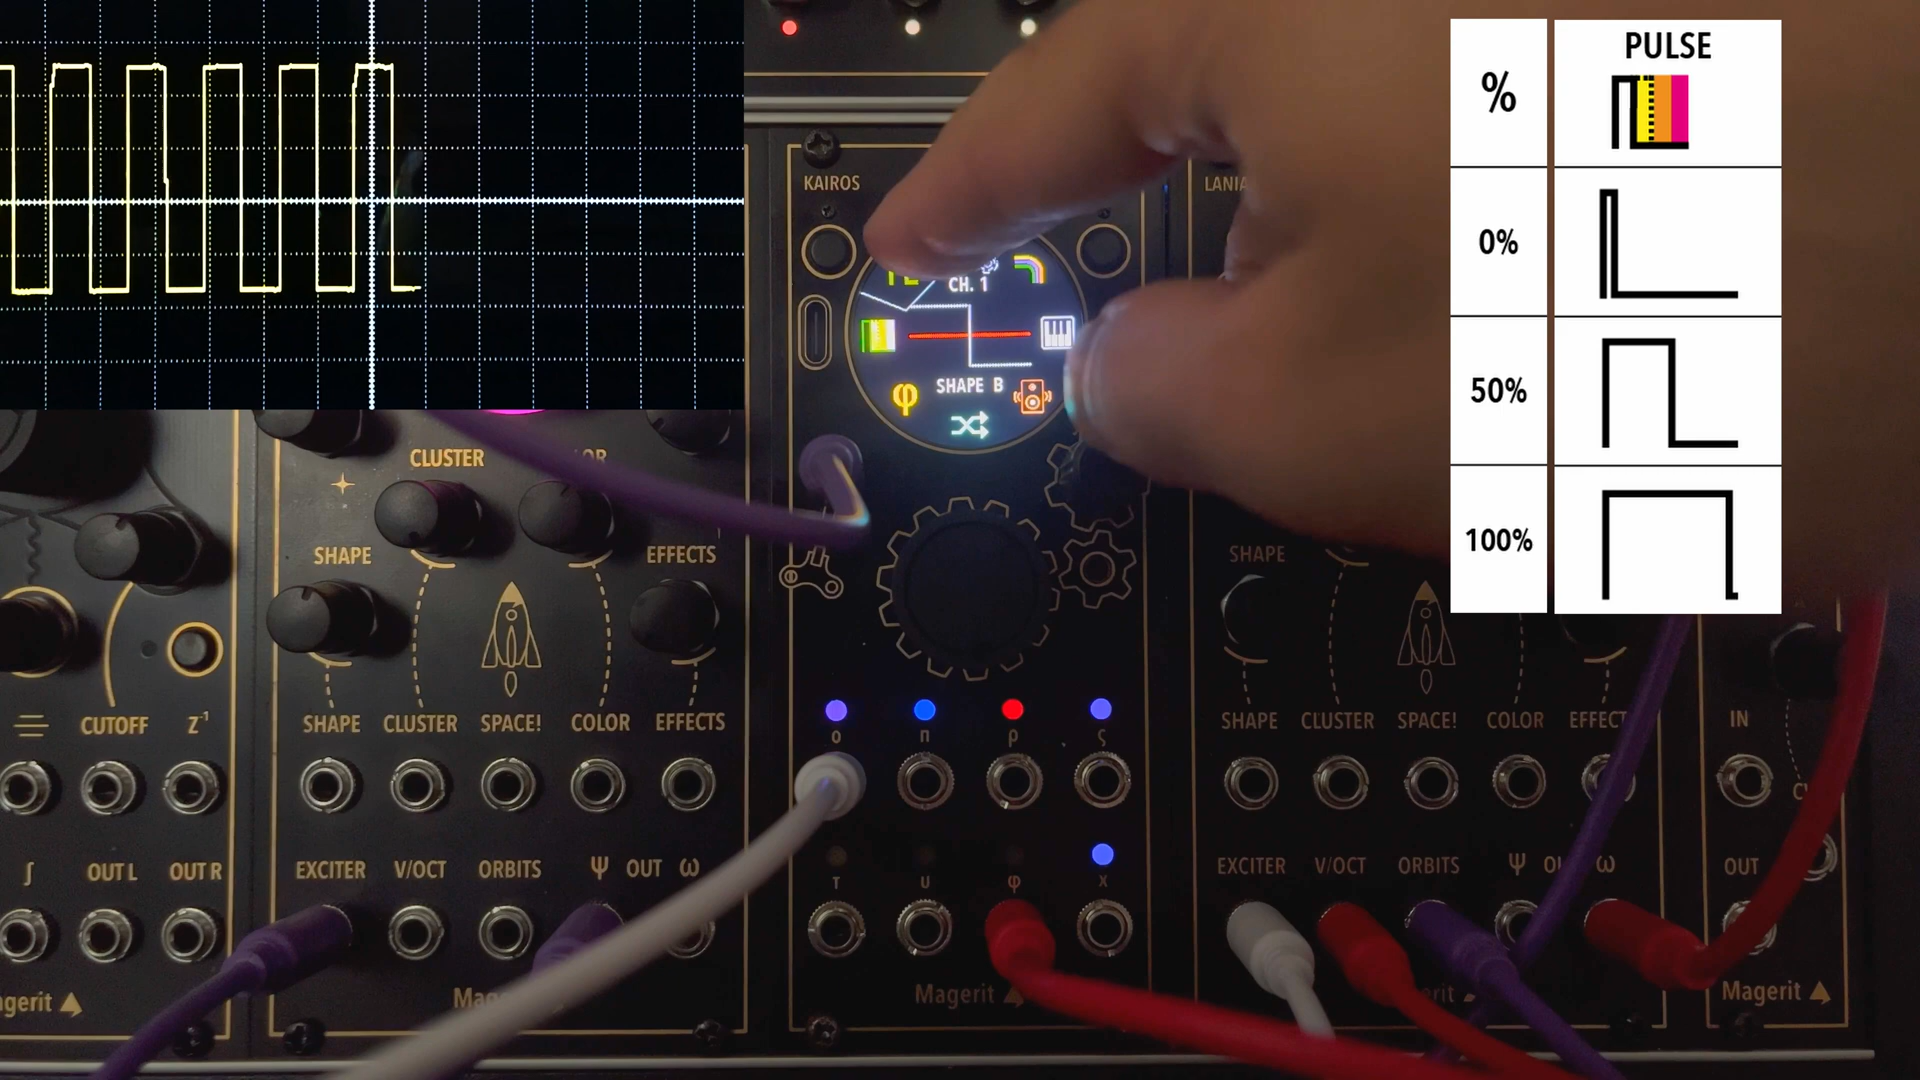 %
PULSE
0%
50%
100%
KAIROS
CH. 1
SHAPE B
φ
CLUSTER
SHAPE
EFFECTS
SHAPE
CUTOFF
Z⁻¹
SHAPE
CLUSTER
SPACE!
COLOR
EFFECTS
ο
π
ρ
ς
SHAPE
CLUSTER
SPACE!
COLOR
IN
∫
OUT L
OUT R
EXCITER
V/OCT
ORBITS
Ψ
OUT
ω
τ
υ
φ
χ
EXCITER
V/OCT
ORBITS
Ψ
ω
OUT
Magerit
Magerit